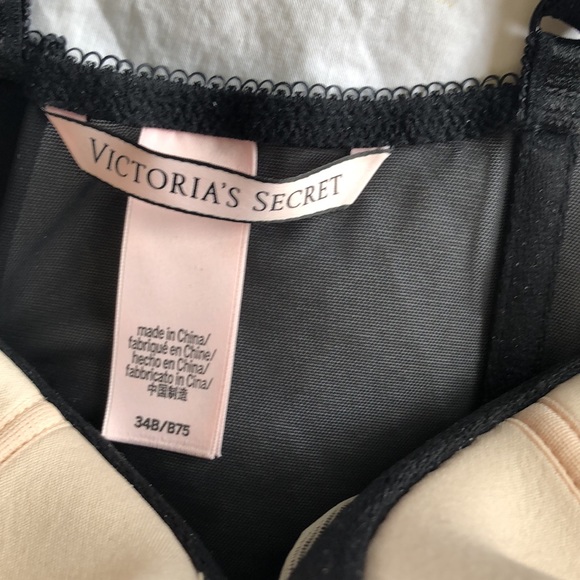 VICTORIA'S SECRET
made in China/
fabriqué en Chine/
hecho en China/
fabbricato in Cina/
中国制造
34B/B75